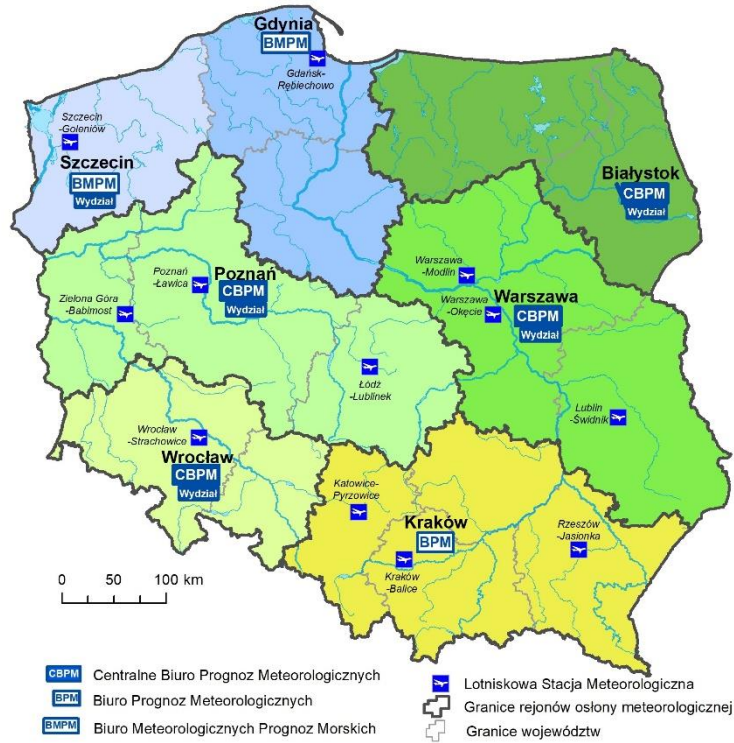 Gdynia
BMPM
Gdańsk-
Rębiechowo
Szczecin
-Goleniów
Szczecin
BMPM
Wydział
Białystok
CBPM
Wydział
Poznań
-Ławica
Poznań
CBPM
Wydział
Zielona Góra
-Babimost
Warszawa
-Modlin
Warszawa
-Okęcie
Warszawa
CBPM
Wydział
Łódź
-Lublinek
Lublin
-Świdnik
Wrocław
-Strachowice
Wrocław
CBPM
Wydział
Katowice-
Pyrzowice
Kraków
BPM
Kraków
-Balice
Rzeszów
-Jasionka
0 50 100 km
CBPM Centralne Biuro Prognoz Meteorologicznych
BPM Biuro Prognoz Meteorologicznych
BMPM Biuro Meteorologicznych Prognoz Morskich
Lotniskowa Stacja Meteorologiczna
Granice rejonów osłony meteorologicznej
Granice województw